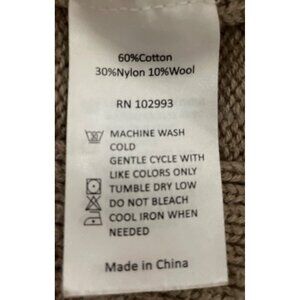 60%Cotton
30%Nylon 10%Wool
RN 102993
MACHINE WASH
COLD
GENTLE CYCLE WITH
LIKE COLORS ONLY
TUMBLE DRY LOW
DO NOT BLEACH
COOL IRON WHEN
NEEDED
Made in China